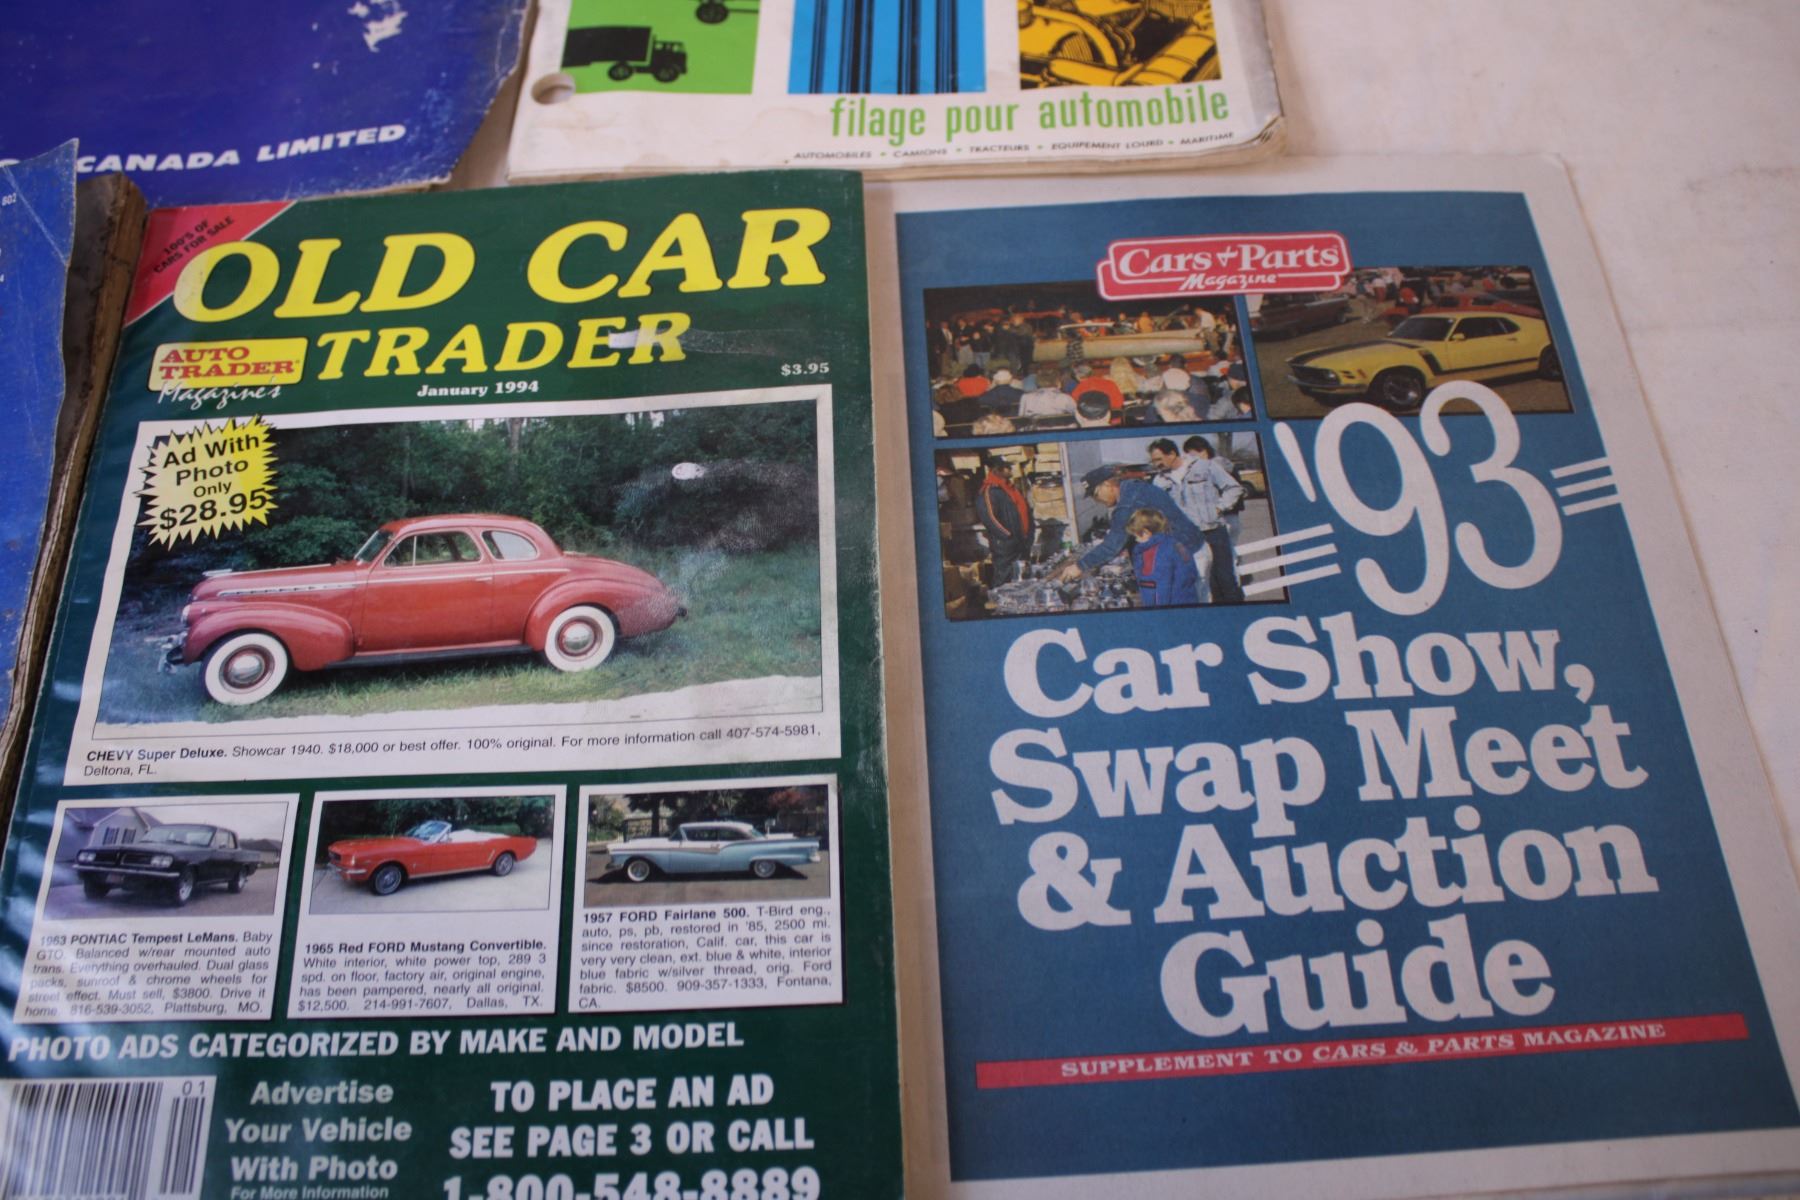 CANADA LIMITED
802
filage pour automobile
AUTOMOBILES • CAMIONS • TRACTEURS • EQUIPEMENT LOURD • MARITIME
100'S OF
CARS FOR SALE
OLD CAR
TRADER
AUTO
TRADER
Magazine's
January 1994
$3.95
Ad With
Photo
Only
$28.95
CHEVY Super Deluxe. Showcar 1940. $18,000 or best offer. 100% original. For more information call 407-574-5981,
Deltona, FL.
1963 PONTIAC Tempest LeMans. Baby
GTO. Balanced w/rear mounted auto
trans. Everything overhauled. Dual glass
packs, sunroof & chrome wheels for
street effect. Must sell, $3800. Drive it
home. 816-539-3052, Plattsburg, MO.
1965 Red FORD Mustang Convertible.
White interior, white power top, 289 3
spd. on floor, factory air, original engine,
has been pampered, nearly all original.
$12,500. 214-991-7607, Dallas, TX.
1957 FORD Fairlane 500. T-Bird eng.,
auto, ps, pb, restored in '85, 2500 mi.
since restoration, Calif. car, this car is
very very clean, ext. blue & white, interior
blue fabric w/silver thread, orig. Ford
fabric. $8500. 909-357-1333, Fontana,
CA.
PHOTO ADS CATEGORIZED BY MAKE AND MODEL
01
Advertise
Your Vehicle
With Photo
For More Information
TO PLACE AN AD
SEE PAGE 3 OR CALL
1-800-548-8889
Cars & Parts
Magazine
'93
Car Show,
Swap Meet
& Auction
Guide
SUPPLEMENT TO CARS & PARTS MAGAZINE